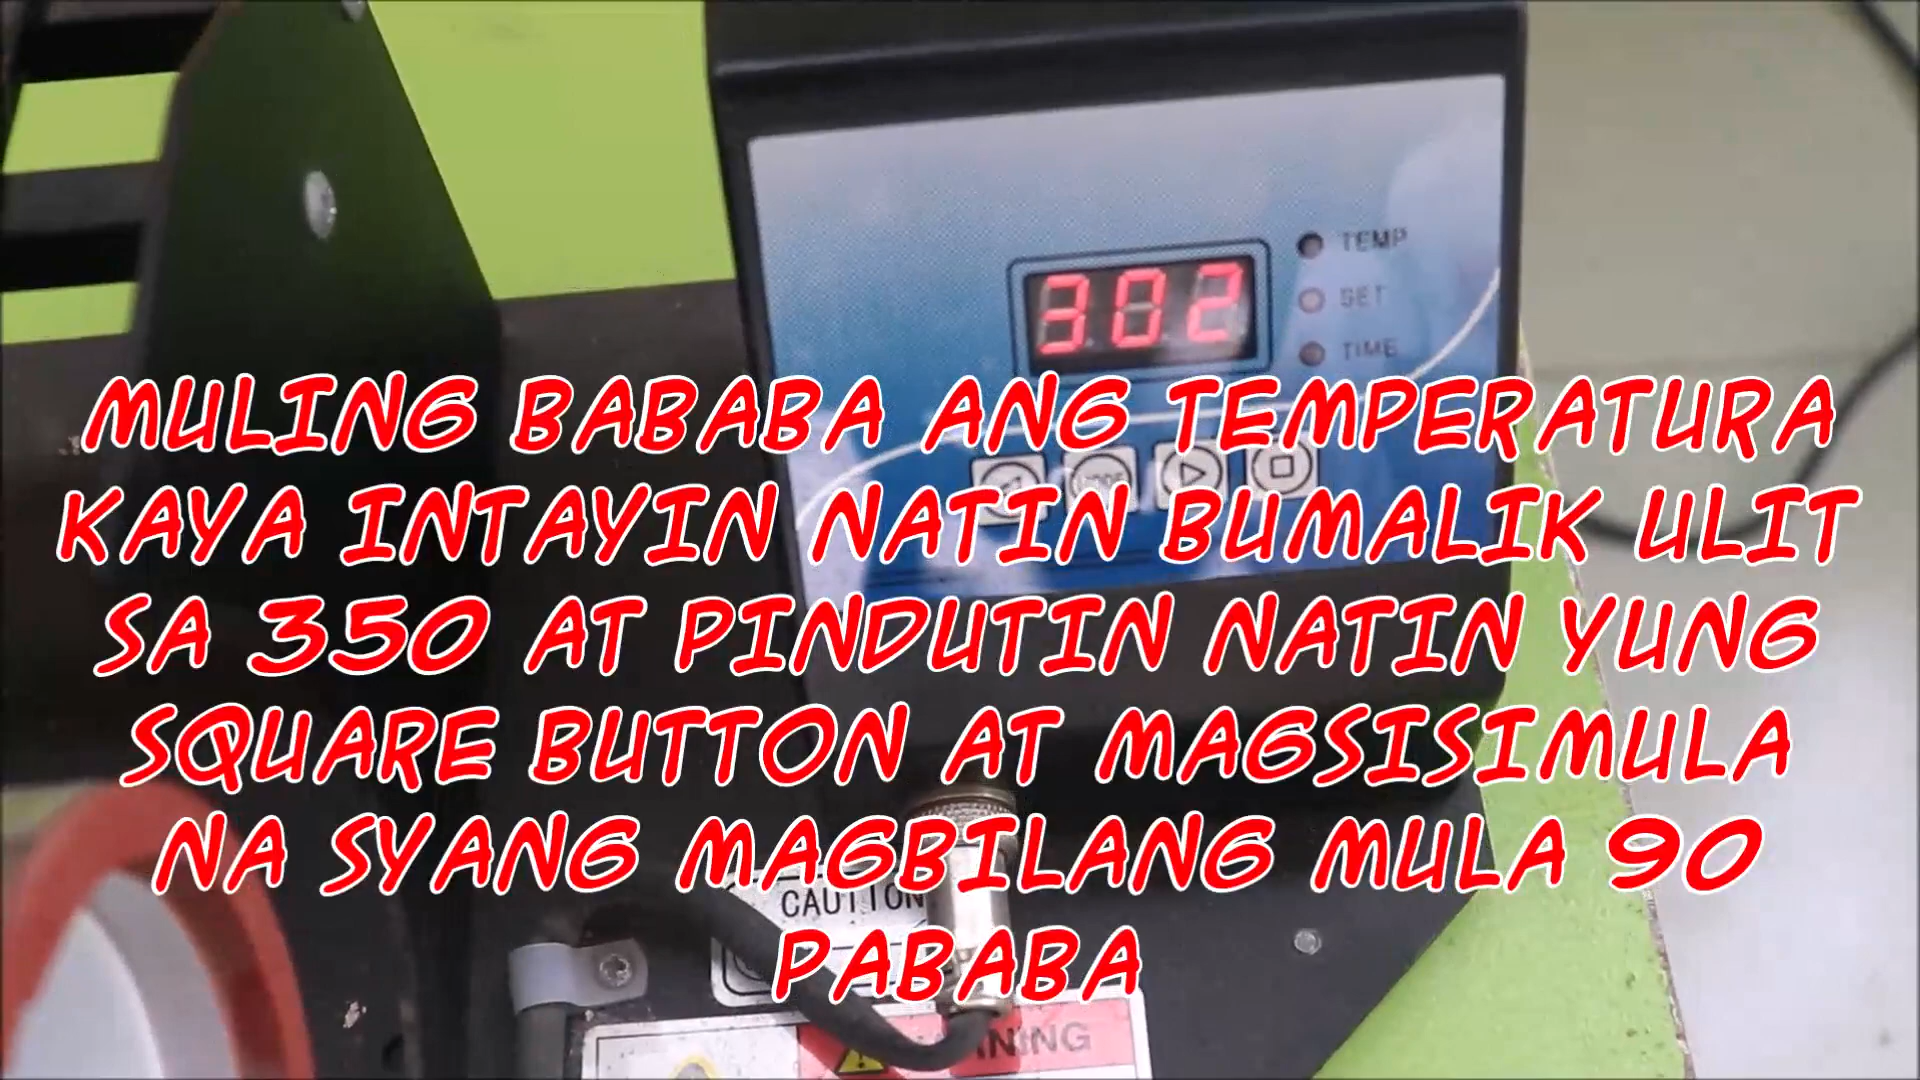 302
TEMP
SET
TIME
MULING BABABA ANG TEMPERATURA
KAYA INTAYIN NATIN BUMALIK ULIT
SA 350 AT PINDUTIN NATIN YUNG
SQUARE BUTTON AT MAGSISIMULA
NA SYANG MAGBILANG MULA 90
PABABA
CAUTION